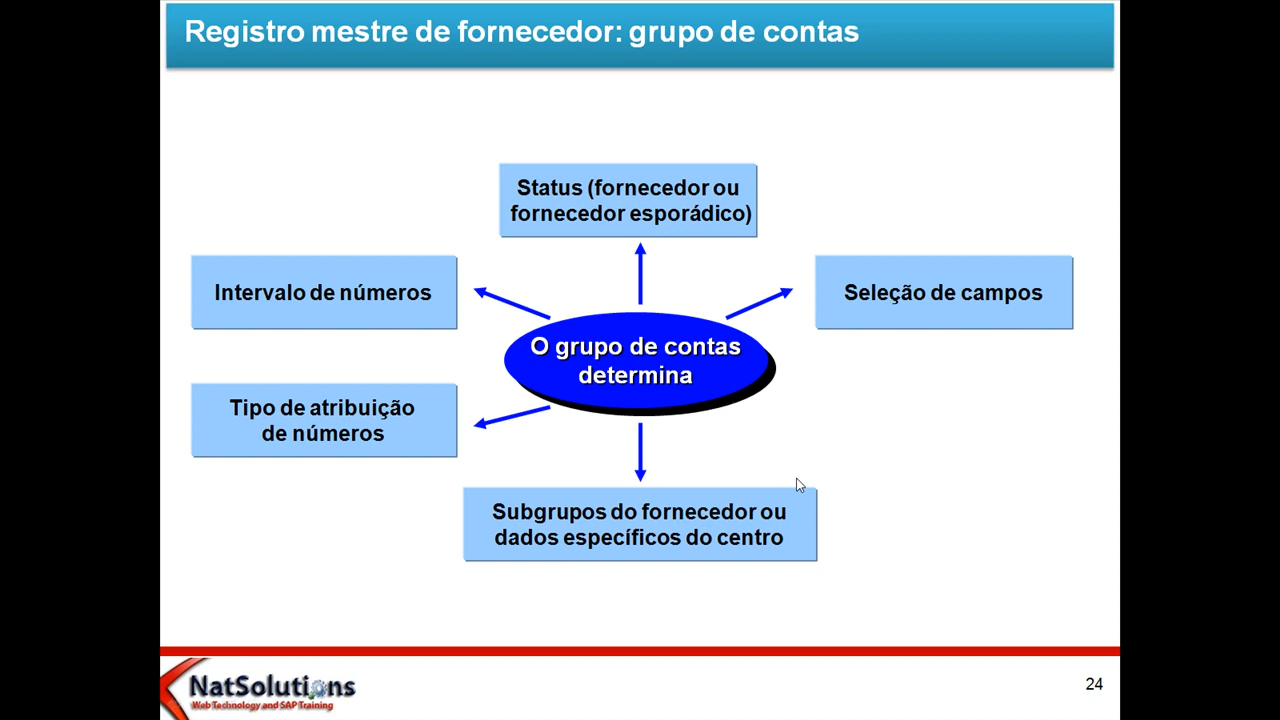 Registro mestre de fornecedor: grupo de contas
Status (fornecedor ou
fornecedor esporádico)
Intervalo de números
Seleção de campos
O grupo de contas
determina
Tipo de atribuição
de números
Subgrupos do fornecedor ou
dados específicos do centro
NatSolutions
Web Technology and SAP Training
24